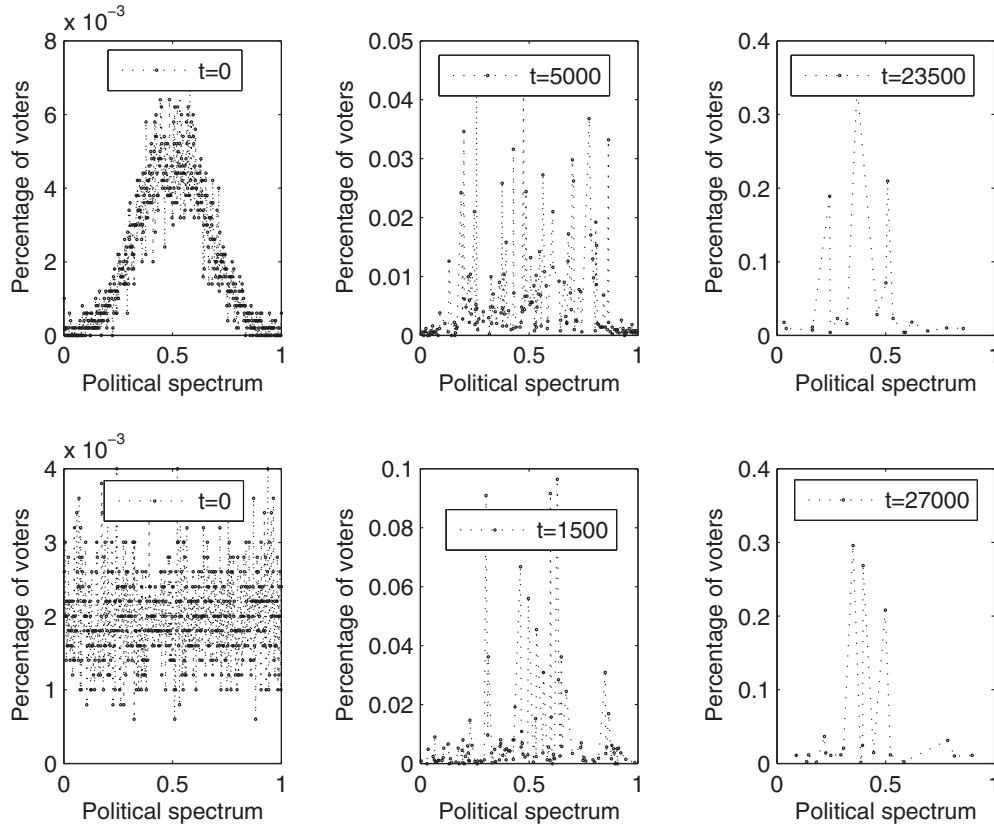 x 10⁻³
8
6
4
2
0
0 0.5 1
Percentage of voters
Political spectrum
t=0
0.05
0.04
0.03
0.02
0.01
0
0 0.5 1
Percentage of voters
Political spectrum
t=5000
0.4
0.3
0.2
0.1
0
0 0.5 1
Percentage of voters
Political spectrum
t=23500
x 10⁻³
4
3
2
1
0
0 0.5 1
Percentage of voters
Political spectrum
t=0
0.1
0.08
0.06
0.04
0.02
0
0 0.5 1
Percentage of voters
Political spectrum
t=1500
0.4
0.3
0.2
0.1
0
0 0.5 1
Percentage of voters
Political spectrum
t=27000